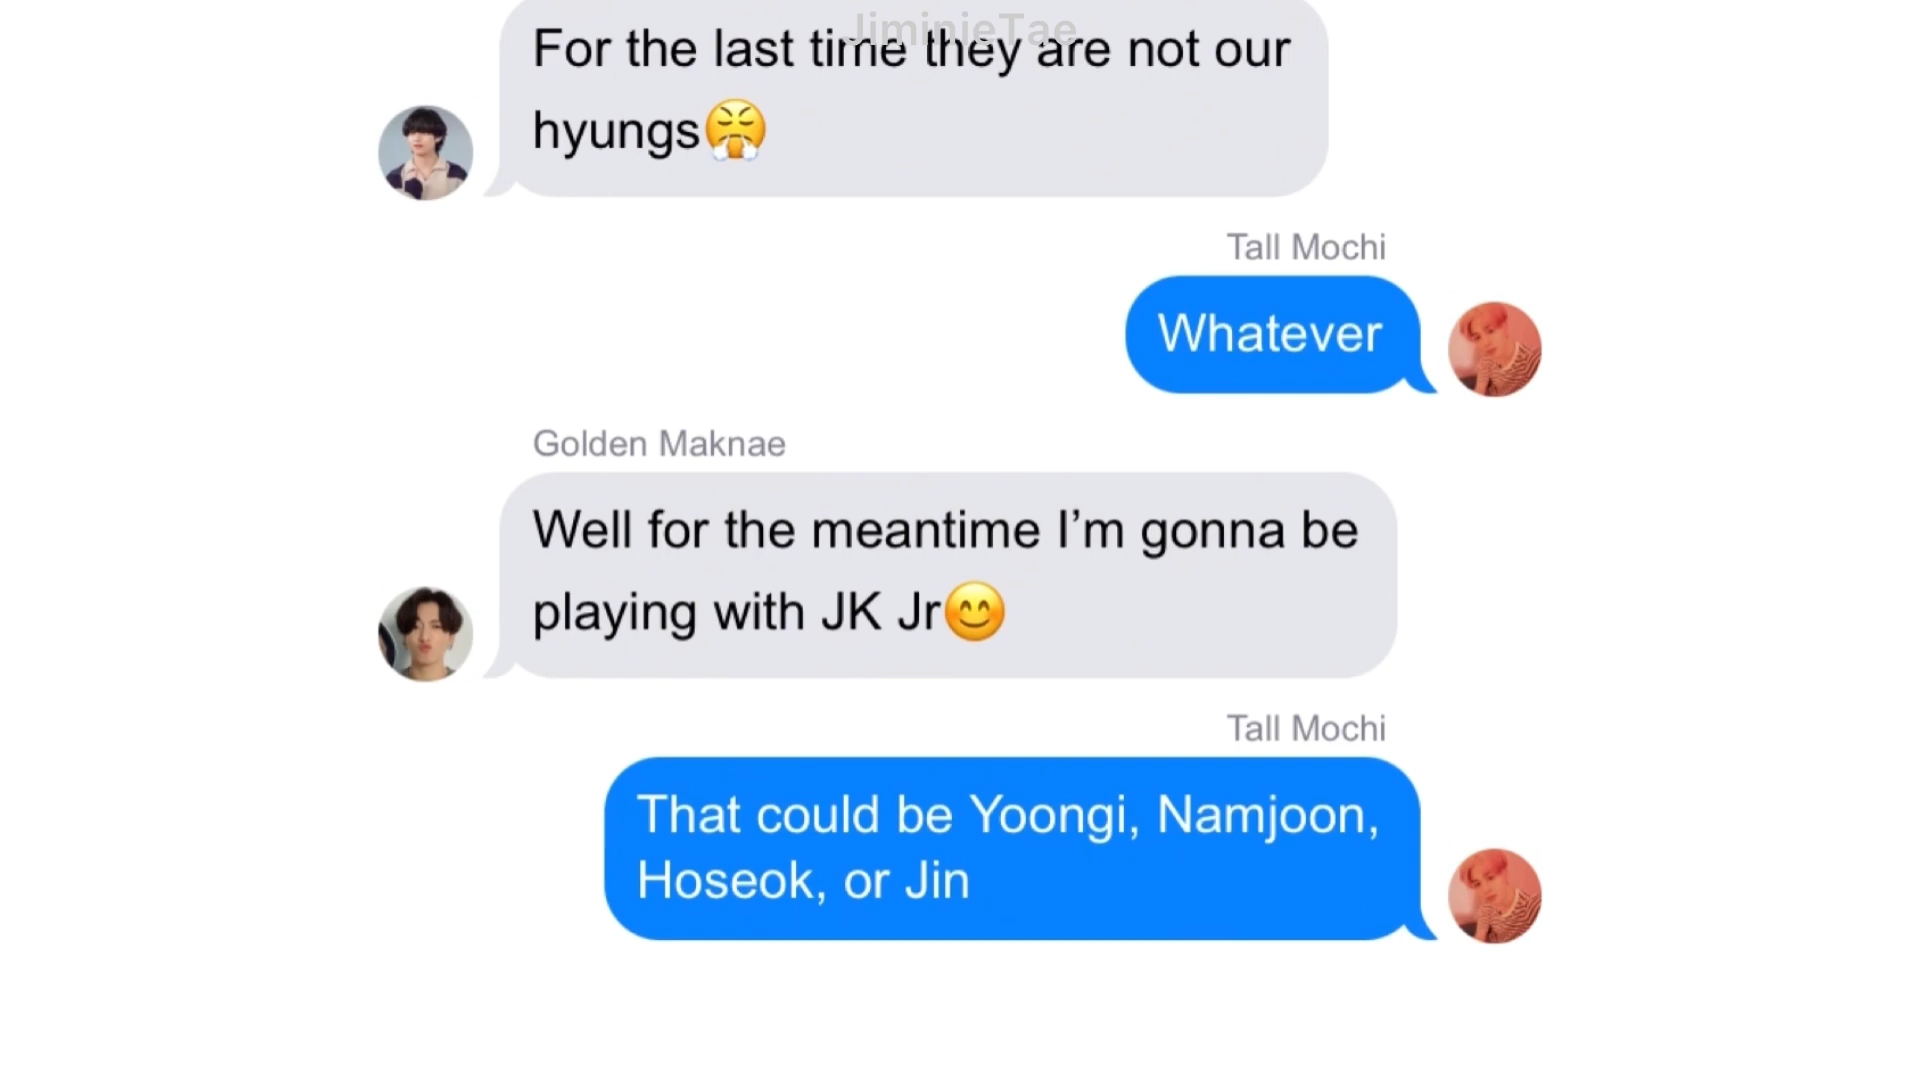 JiminieTae
For the last time they are not our
hyungs😤
Tall Mochi
Whatever
Golden Maknae
Well for the meantime I’m gonna be
playing with JK Jr😊
Tall Mochi
That could be Yoongi, Namjoon,
Hoseok, or Jin